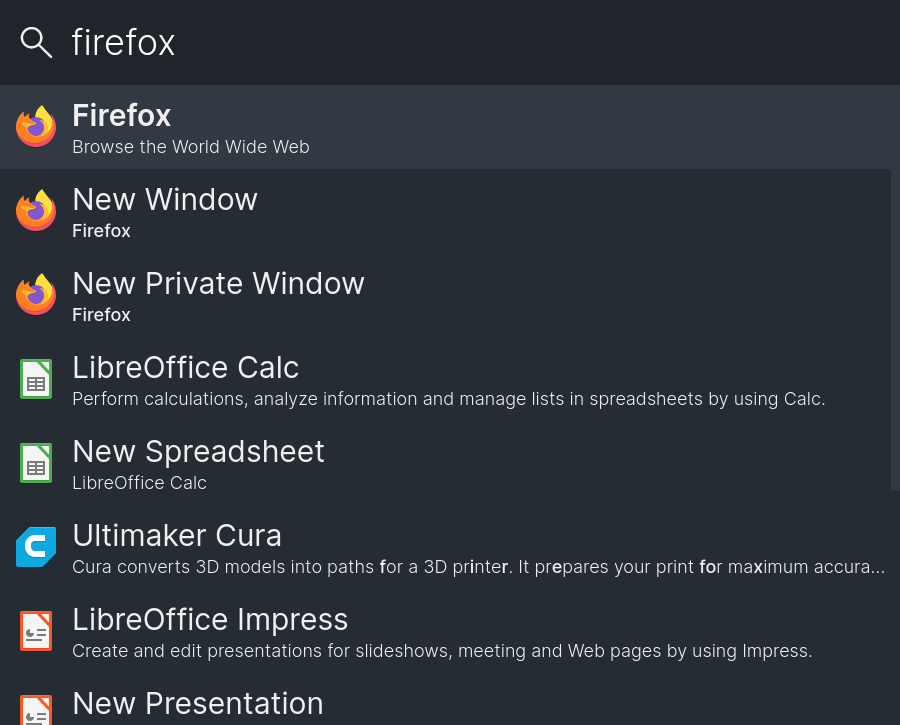 firefox
Firefox
Browse the World Wide Web
New Window
Firefox
New Private Window
Firefox
LibreOffice Calc
Perform calculations, analyze information and manage lists in spreadsheets by using Calc.
New Spreadsheet
LibreOffice Calc
Ultimaker Cura
Cura converts 3D models into paths for a 3D printer. It prepares your print for maximum accura...
LibreOffice Impress
Create and edit presentations for slideshows, meeting and Web pages by using Impress.
New Presentation